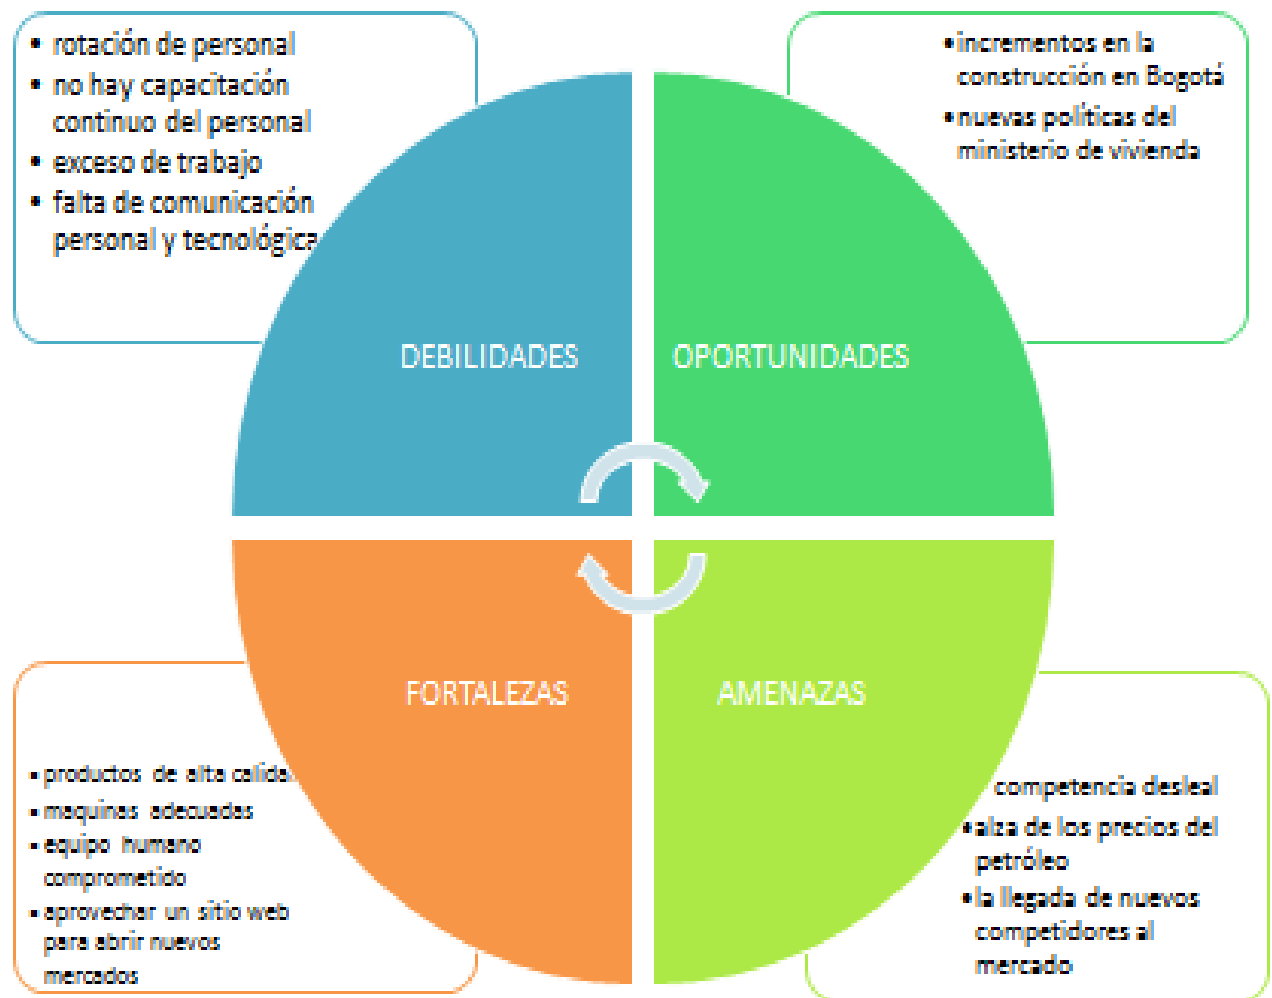 • rotación de personal
• no hay capacitación
continuo del personal
• exceso de trabajo
• falta de comunicación
personal y tecnológica
•incrementos en la
construcción en Bogotá
•nuevas políticas del
ministerio de vivienda
DEBILIDADES
OPORTUNIDADES
FORTALEZAS
AMENAZAS
•productos de alta calida
•maquinas adecuadas
•equipo humano
comprometido
•aprovechar un sitio web
para abrir nuevos
mercados
competencia desleal
•alza de los precios del
petróleo
•la llegada de nuevos
competidores al
mercado